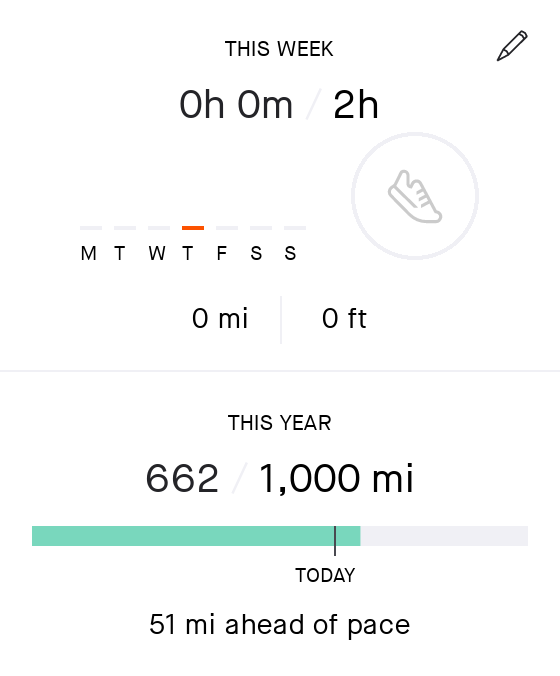 THIS WEEK
0h 0m / 2h
M T W T F S S
0 mi 0 ft
THIS YEAR
662 / 1,000 mi
TODAY
51 mi ahead of pace